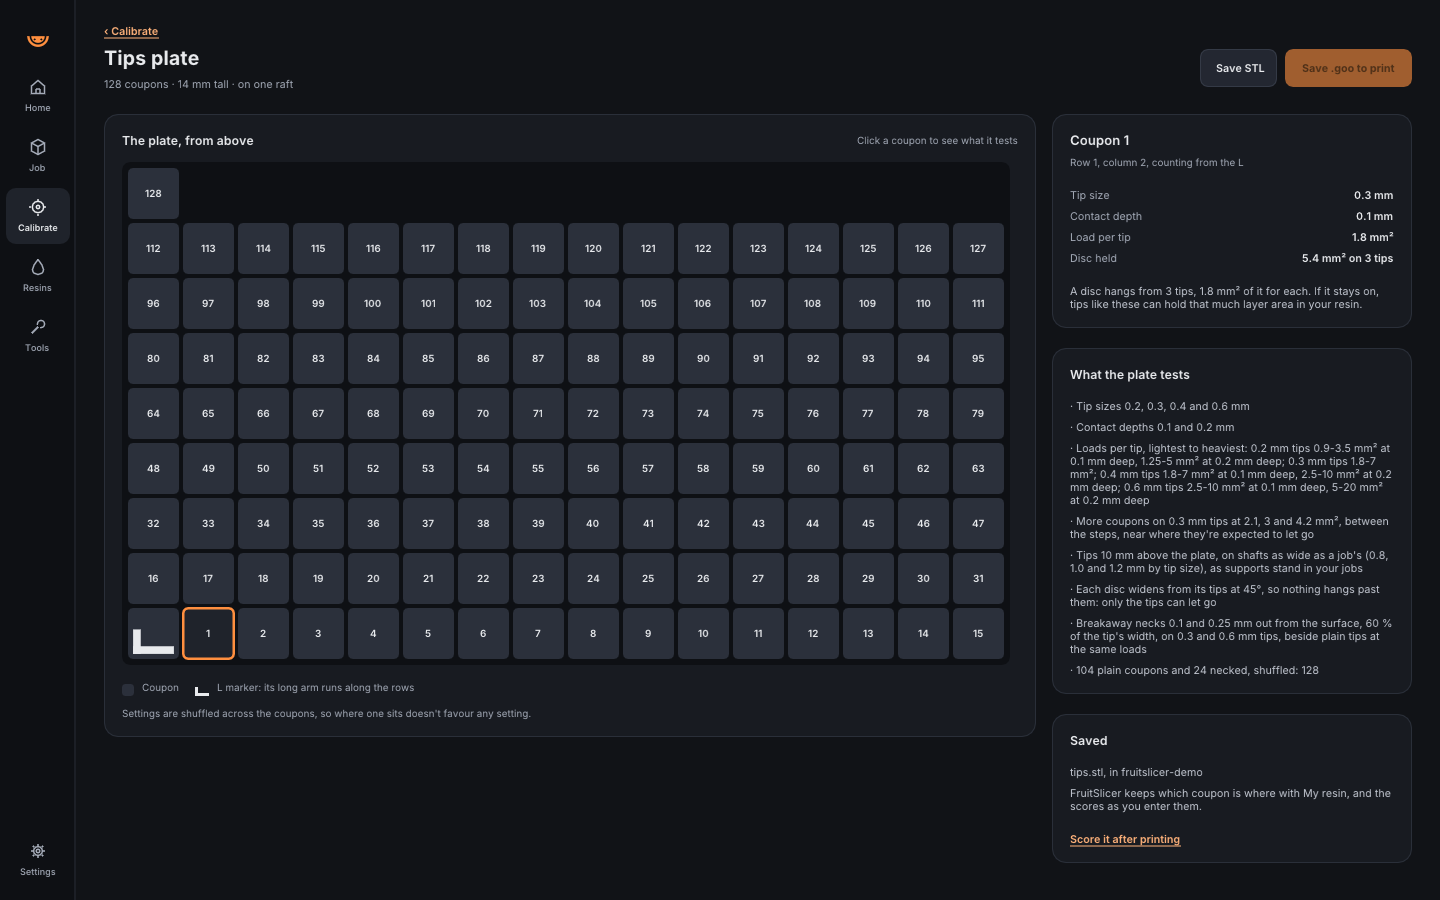 Home
Job
Calibrate
Resins
Tools
Settings
‹ Calibrate
Tips plate
128 coupons · 14 mm tall · on one raft
Save STL
Save .goo to print
The plate, from above
Click a coupon to see what it tests
128
112 113 114 115 116 117 118 119 120 121 122 123 124 125 126 127
96 97 98 99 100 101 102 103 104 105 106 107 108 109 110 111
80 81 82 83 84 85 86 87 88 89 90 91 92 93 94 95
64 65 66 67 68 69 70 71 72 73 74 75 76 77 78 79
48 49 50 51 52 53 54 55 56 57 58 59 60 61 62 63
32 33 34 35 36 37 38 39 40 41 42 43 44 45 46 47
16 17 18 19 20 21 22 23 24 25 26 27 28 29 30 31
1 2 3 4 5 6 7 8 9 10 11 12 13 14 15
Coupon
L marker: its long arm runs along the rows
Settings are shuffled across the coupons, so where one sits doesn't favour any setting.
Coupon 1
Row 1, column 2, counting from the L
Tip size 0.3 mm
Contact depth 0.1 mm
Load per tip 1.8 mm²
Disc held 5.4 mm² on 3 tips
A disc hangs from 3 tips, 1.8 mm² of it for each. If it stays on,
tips like these can hold that much layer area in your resin.
What the plate tests
· Tip sizes 0.2, 0.3, 0.4 and 0.6 mm
· Contact depths 0.1 and 0.2 mm
· Loads per tip, lightest to heaviest: 0.2 mm tips 0.9-3.5 mm² at
0.1 mm deep, 1.25-5 mm² at 0.2 mm deep; 0.3 mm tips 1.8-7
mm²; 0.4 mm tips 1.8-7 mm² at 0.1 mm deep, 2.5-10 mm² at 0.2
mm deep; 0.6 mm tips 2.5-10 mm² at 0.1 mm deep, 5-20 mm²
at 0.2 mm deep
· More coupons on 0.3 mm tips at 2.1, 3 and 4.2 mm², between
the steps, near where they're expected to let go
· Tips 10 mm above the plate, on shafts as wide as a job's (0.8,
1.0 and 1.2 mm by tip size), as supports stand in your jobs
· Each disc widens from its tips at 45°, so nothing hangs past
them: only the tips can let go
· Breakaway necks 0.1 and 0.25 mm out from the surface, 60 %
of the tip's width, on 0.3 and 0.6 mm tips, beside plain tips at
the same loads
· 104 plain coupons and 24 necked, shuffled: 128
Saved
tips.stl, in fruitslicer-demo
FruitSlicer keeps which coupon is where with My resin, and the
scores as you enter them.
Score it after printing